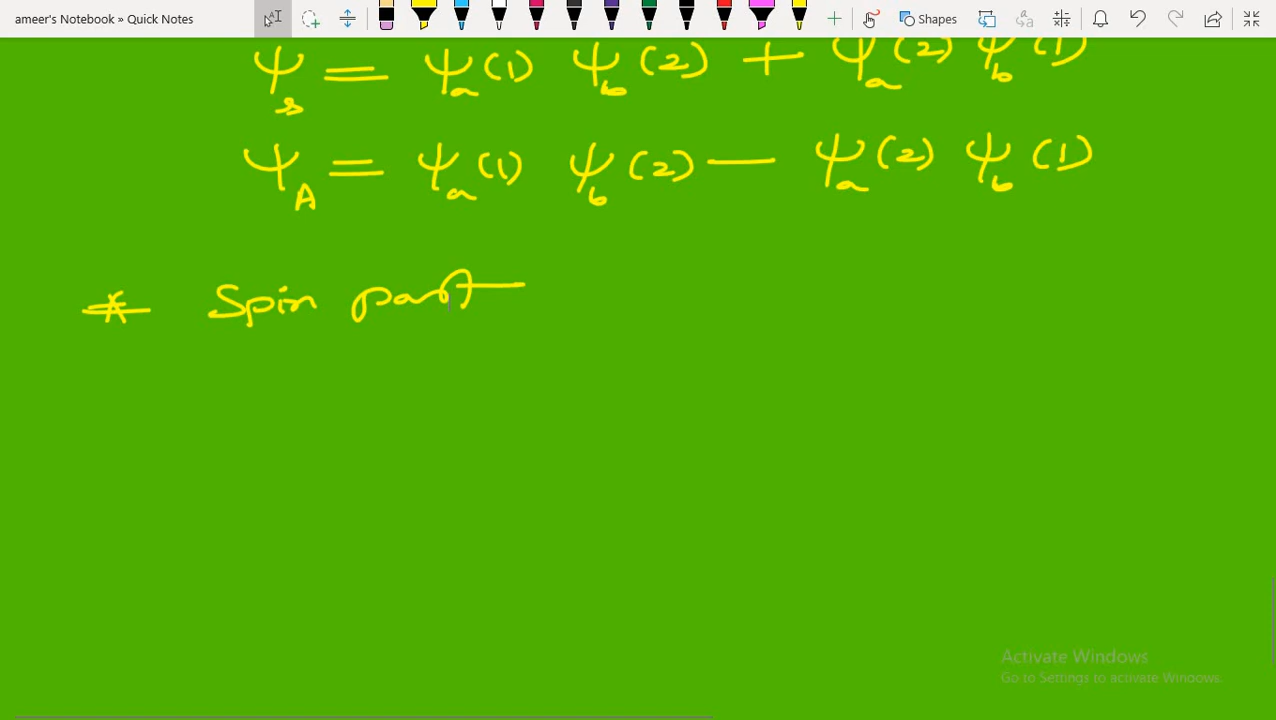 ameer's Notebook » Quick Notes
Shapes
ψs = ψa(1) ψb(2) + ψa(2) ψb(1)
ψA = ψa(1) ψb(2) — ψa(2) ψb(1)
* Spin part
Activate Windows
Go to Settings to activate Windows.